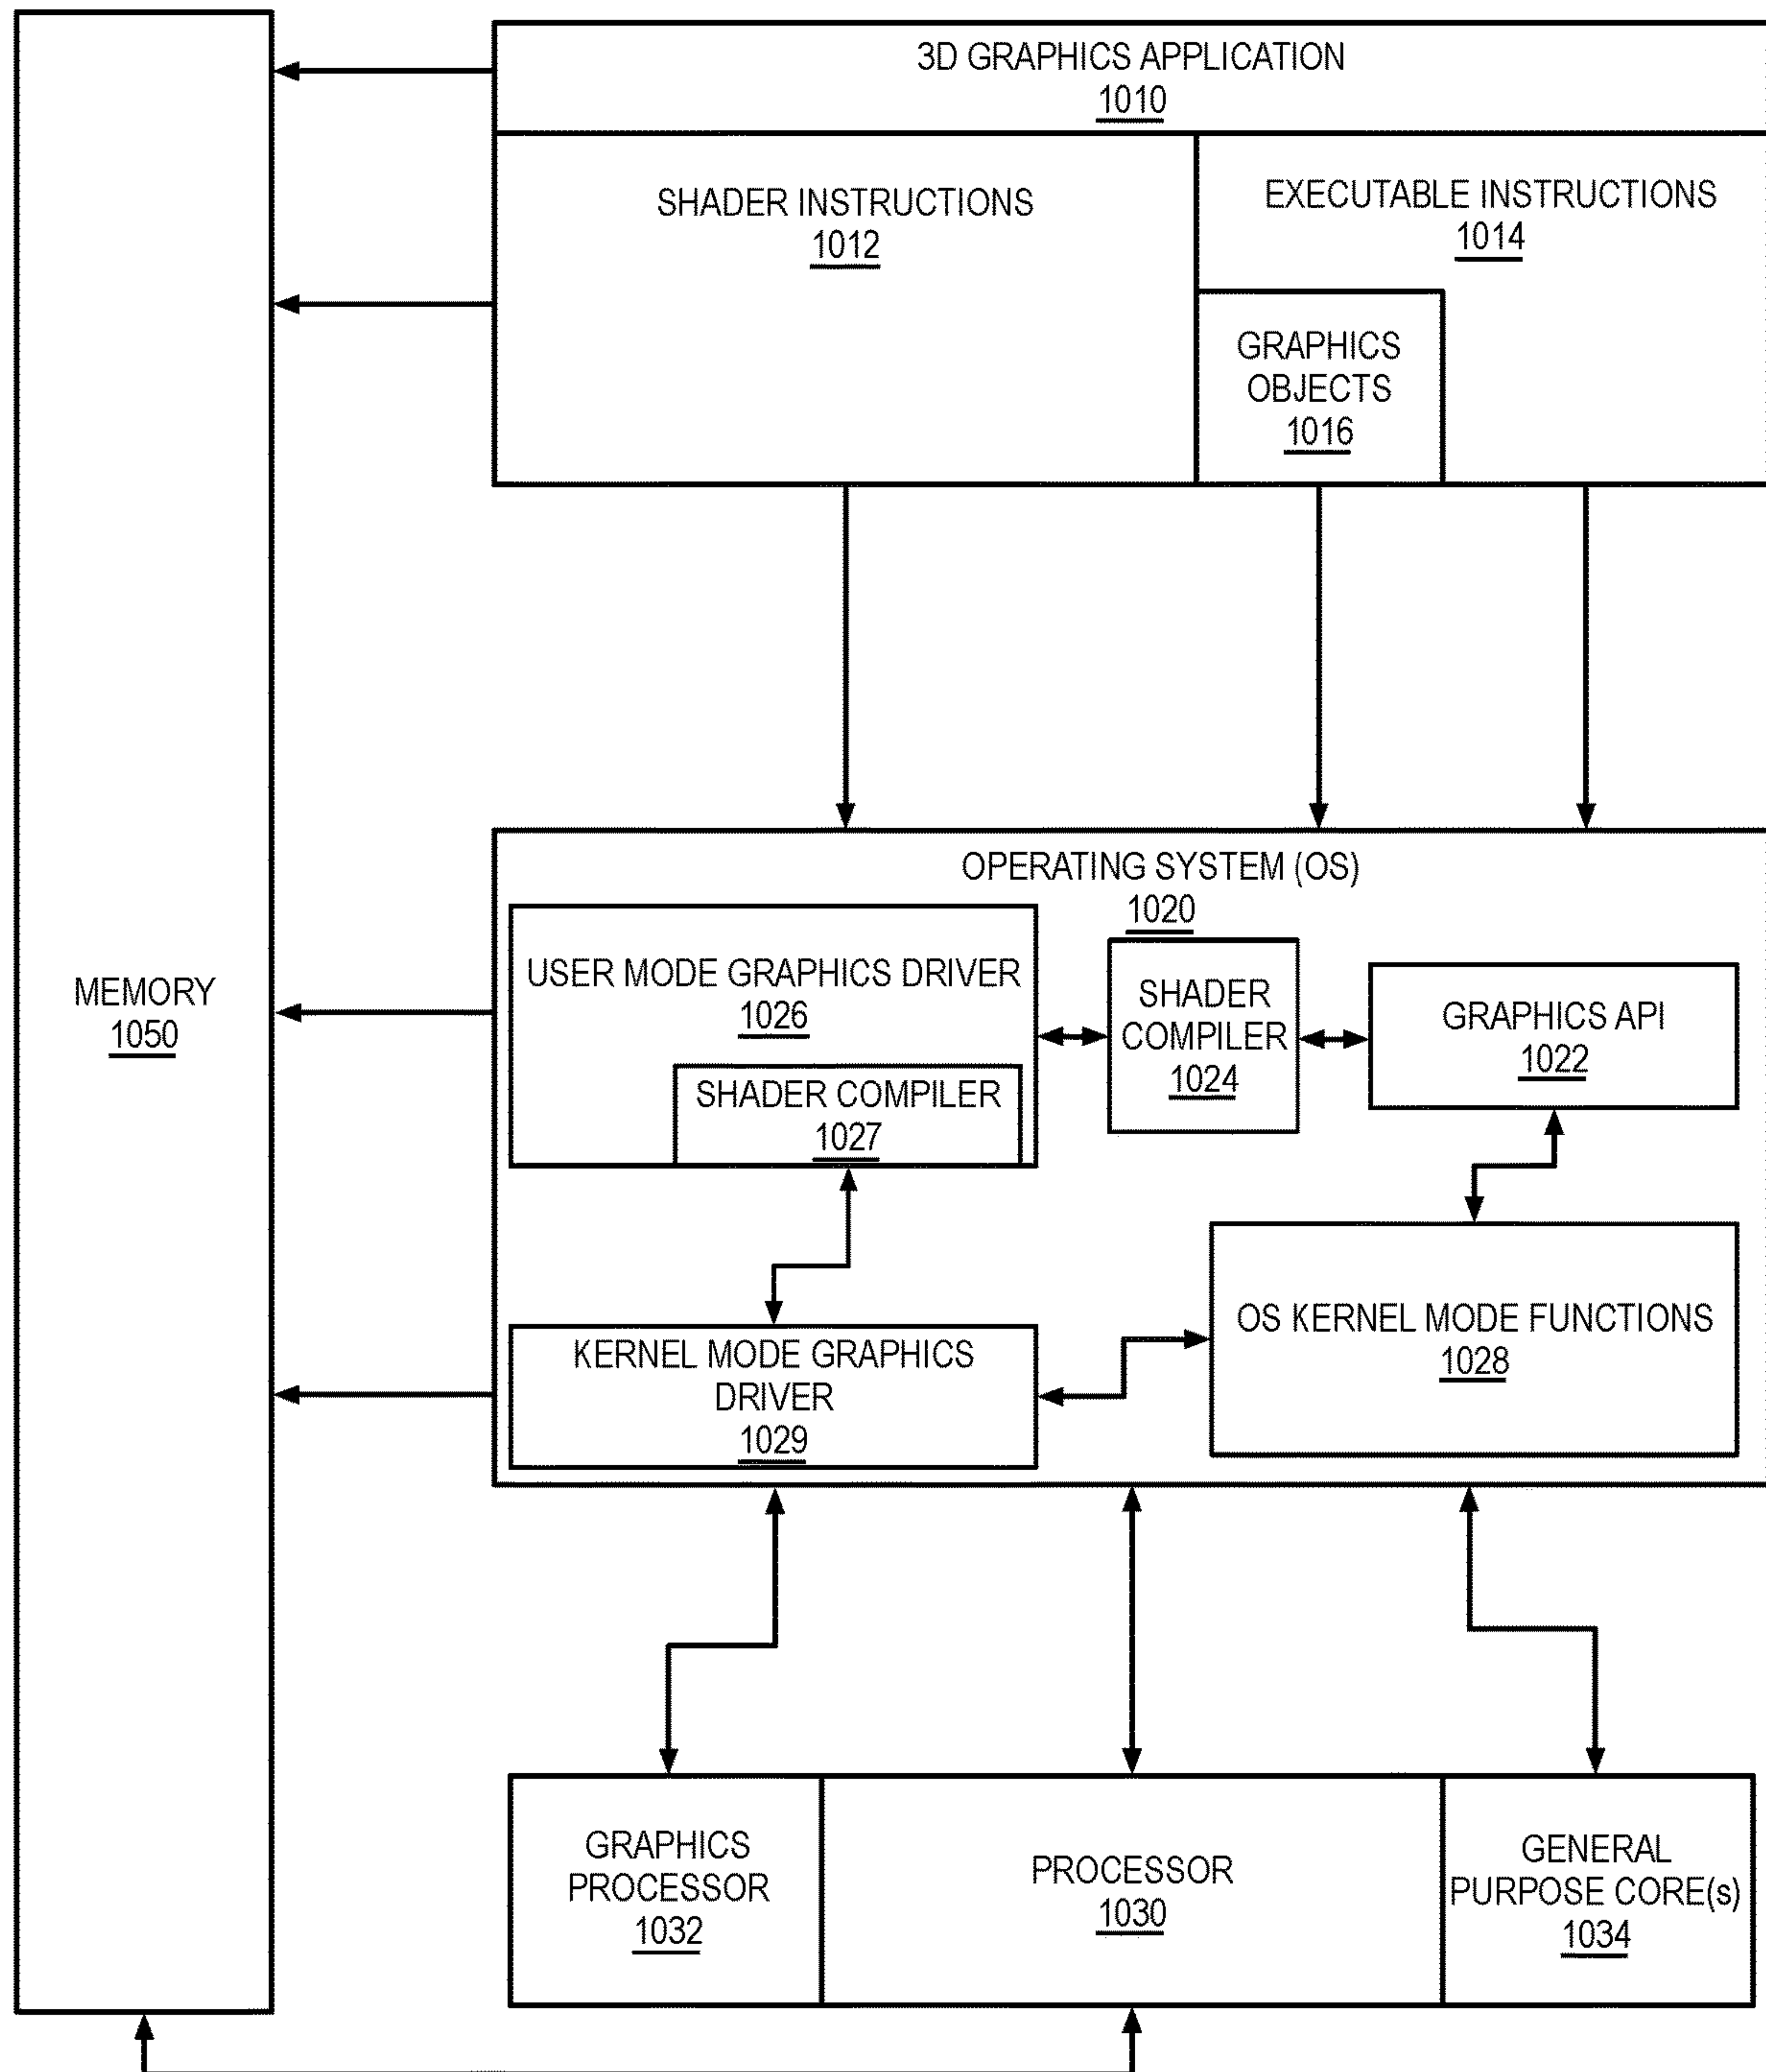 3D GRAPHICS APPLICATION
1010
SHADER INSTRUCTIONS
1012
EXECUTABLE INSTRUCTIONS
1014
GRAPHICS
OBJECTS
1016
MEMORY
1050
OPERATING SYSTEM (OS)
1020
USER MODE GRAPHICS DRIVER
1026
SHADER COMPILER
1027
SHADER
COMPILER
1024
GRAPHICS API
1022
KERNEL MODE GRAPHICS
DRIVER
1029
OS KERNEL MODE FUNCTIONS
1028
GRAPHICS
PROCESSOR
1032
PROCESSOR
1030
GENERAL
PURPOSE CORE(s)
1034